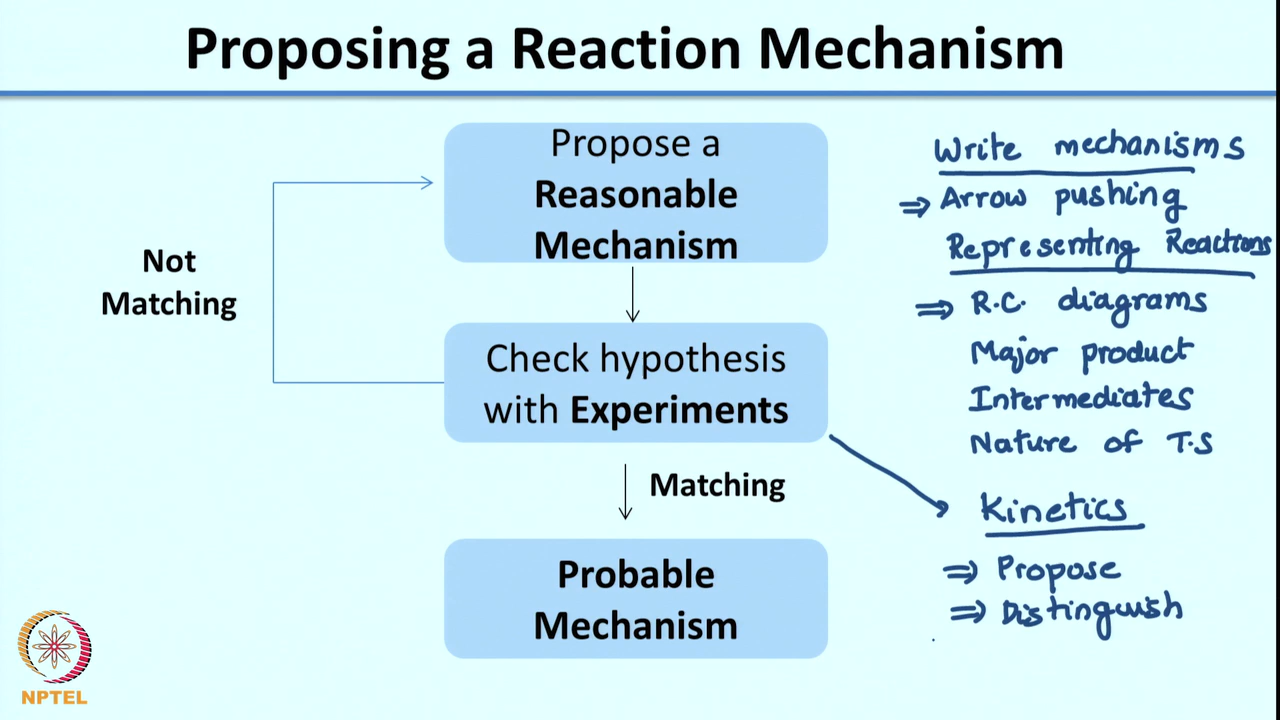 Proposing a Reaction Mechanism
Propose a
Reasonable
Mechanism
Not
Matching
Check hypothesis
with Experiments
Matching
Probable
Mechanism
Write mechanisms
⇒ Arrow pushing
Representing Reactions
⇒ R.C. diagrams
Major product
Intermediates
Nature of T.S
Kinetics
⇒ Propose
⇒ Distinguish
NPTEL